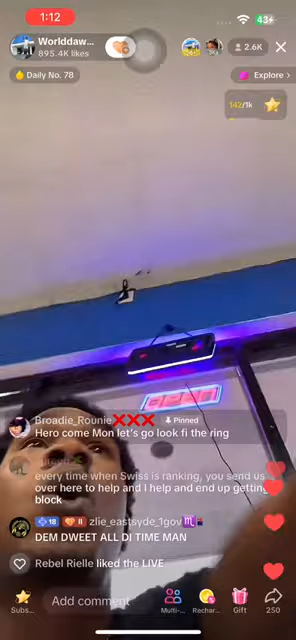 1:12
43
Worlddaw...
895.4K likes
2.6K
Daily No. 78
Explore >
142/1k
OPEN
Broadie_Rounie❌❌❌ Pinned
Hero come Mon let's go look fi the ring
every time when Swiss is ranking, you send us
over here to help and I help and end up getting
block
18 II zlie_eastsyde_1gov♏
DEM DWEET ALL DI TIME MAN
Rebel Rielle liked the LIVE
Subs...
Add comment
Multi-...
Rechar...
Gift
250